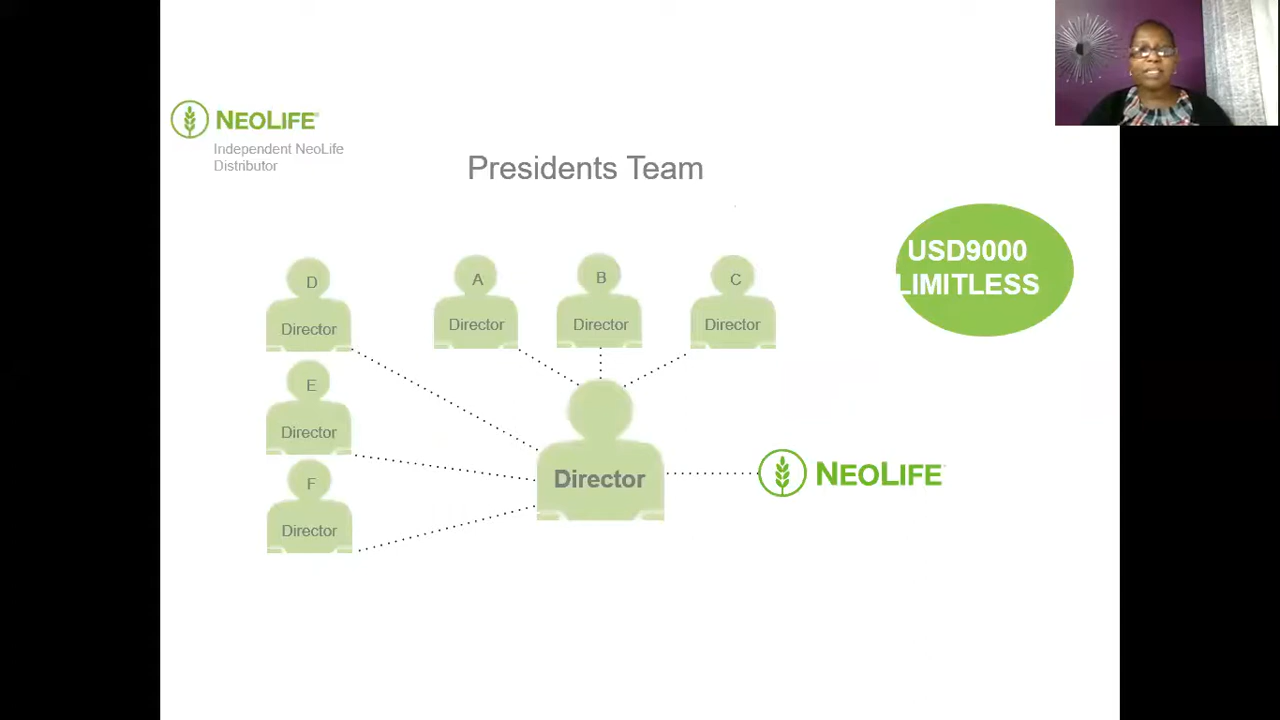 NEOLIFE
Independent NeoLife
Distributor
Presidents Team
USD9000
LIMITLESS
D
Director
A
Director
B
Director
C
Director
E
Director
F
Director
Director
NEOLIFE